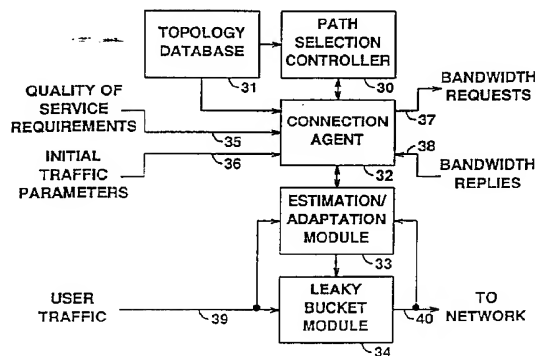 TOPOLOGY
DATABASE
31
PATH
SELECTION
CONTROLLER
30
QUALITY OF
SERVICE
REQUIREMENTS
35
INITIAL
TRAFFIC
PARAMETERS
36
CONNECTION
AGENT
32
BANDWIDTH
REQUESTS
37
38
BANDWIDTH
REPLIES
ESTIMATION/
ADAPTATION
MODULE
33
USER
TRAFFIC
39
LEAKY
BUCKET
MODULE
34
40
TO
NETWORK